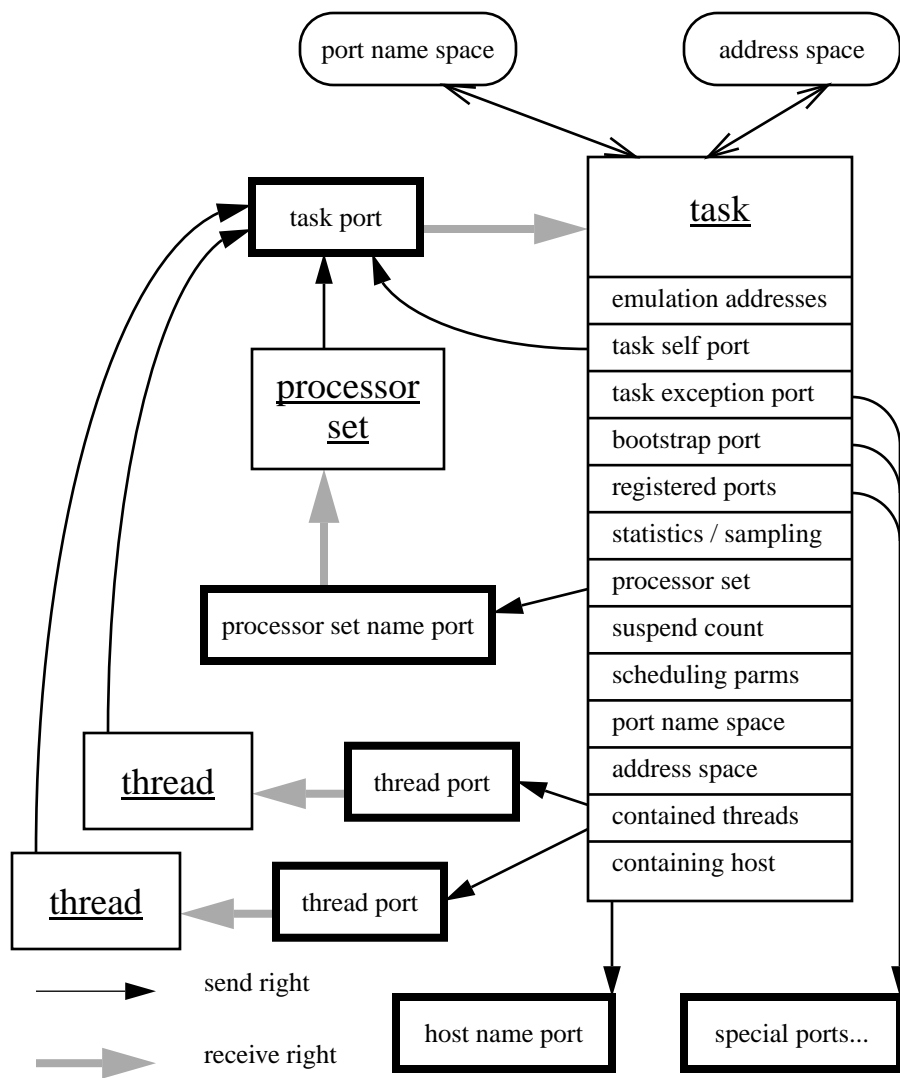 port name space
address space
task port
task
emulation addresses
task self port
task exception port
bootstrap port
registered ports
statistics / sampling
processor set
suspend count
scheduling parms
port name space
address space
contained threads
containing host
processor
set
processor set name port
thread
thread port
thread
thread port
send right
receive right
host name port
special ports...